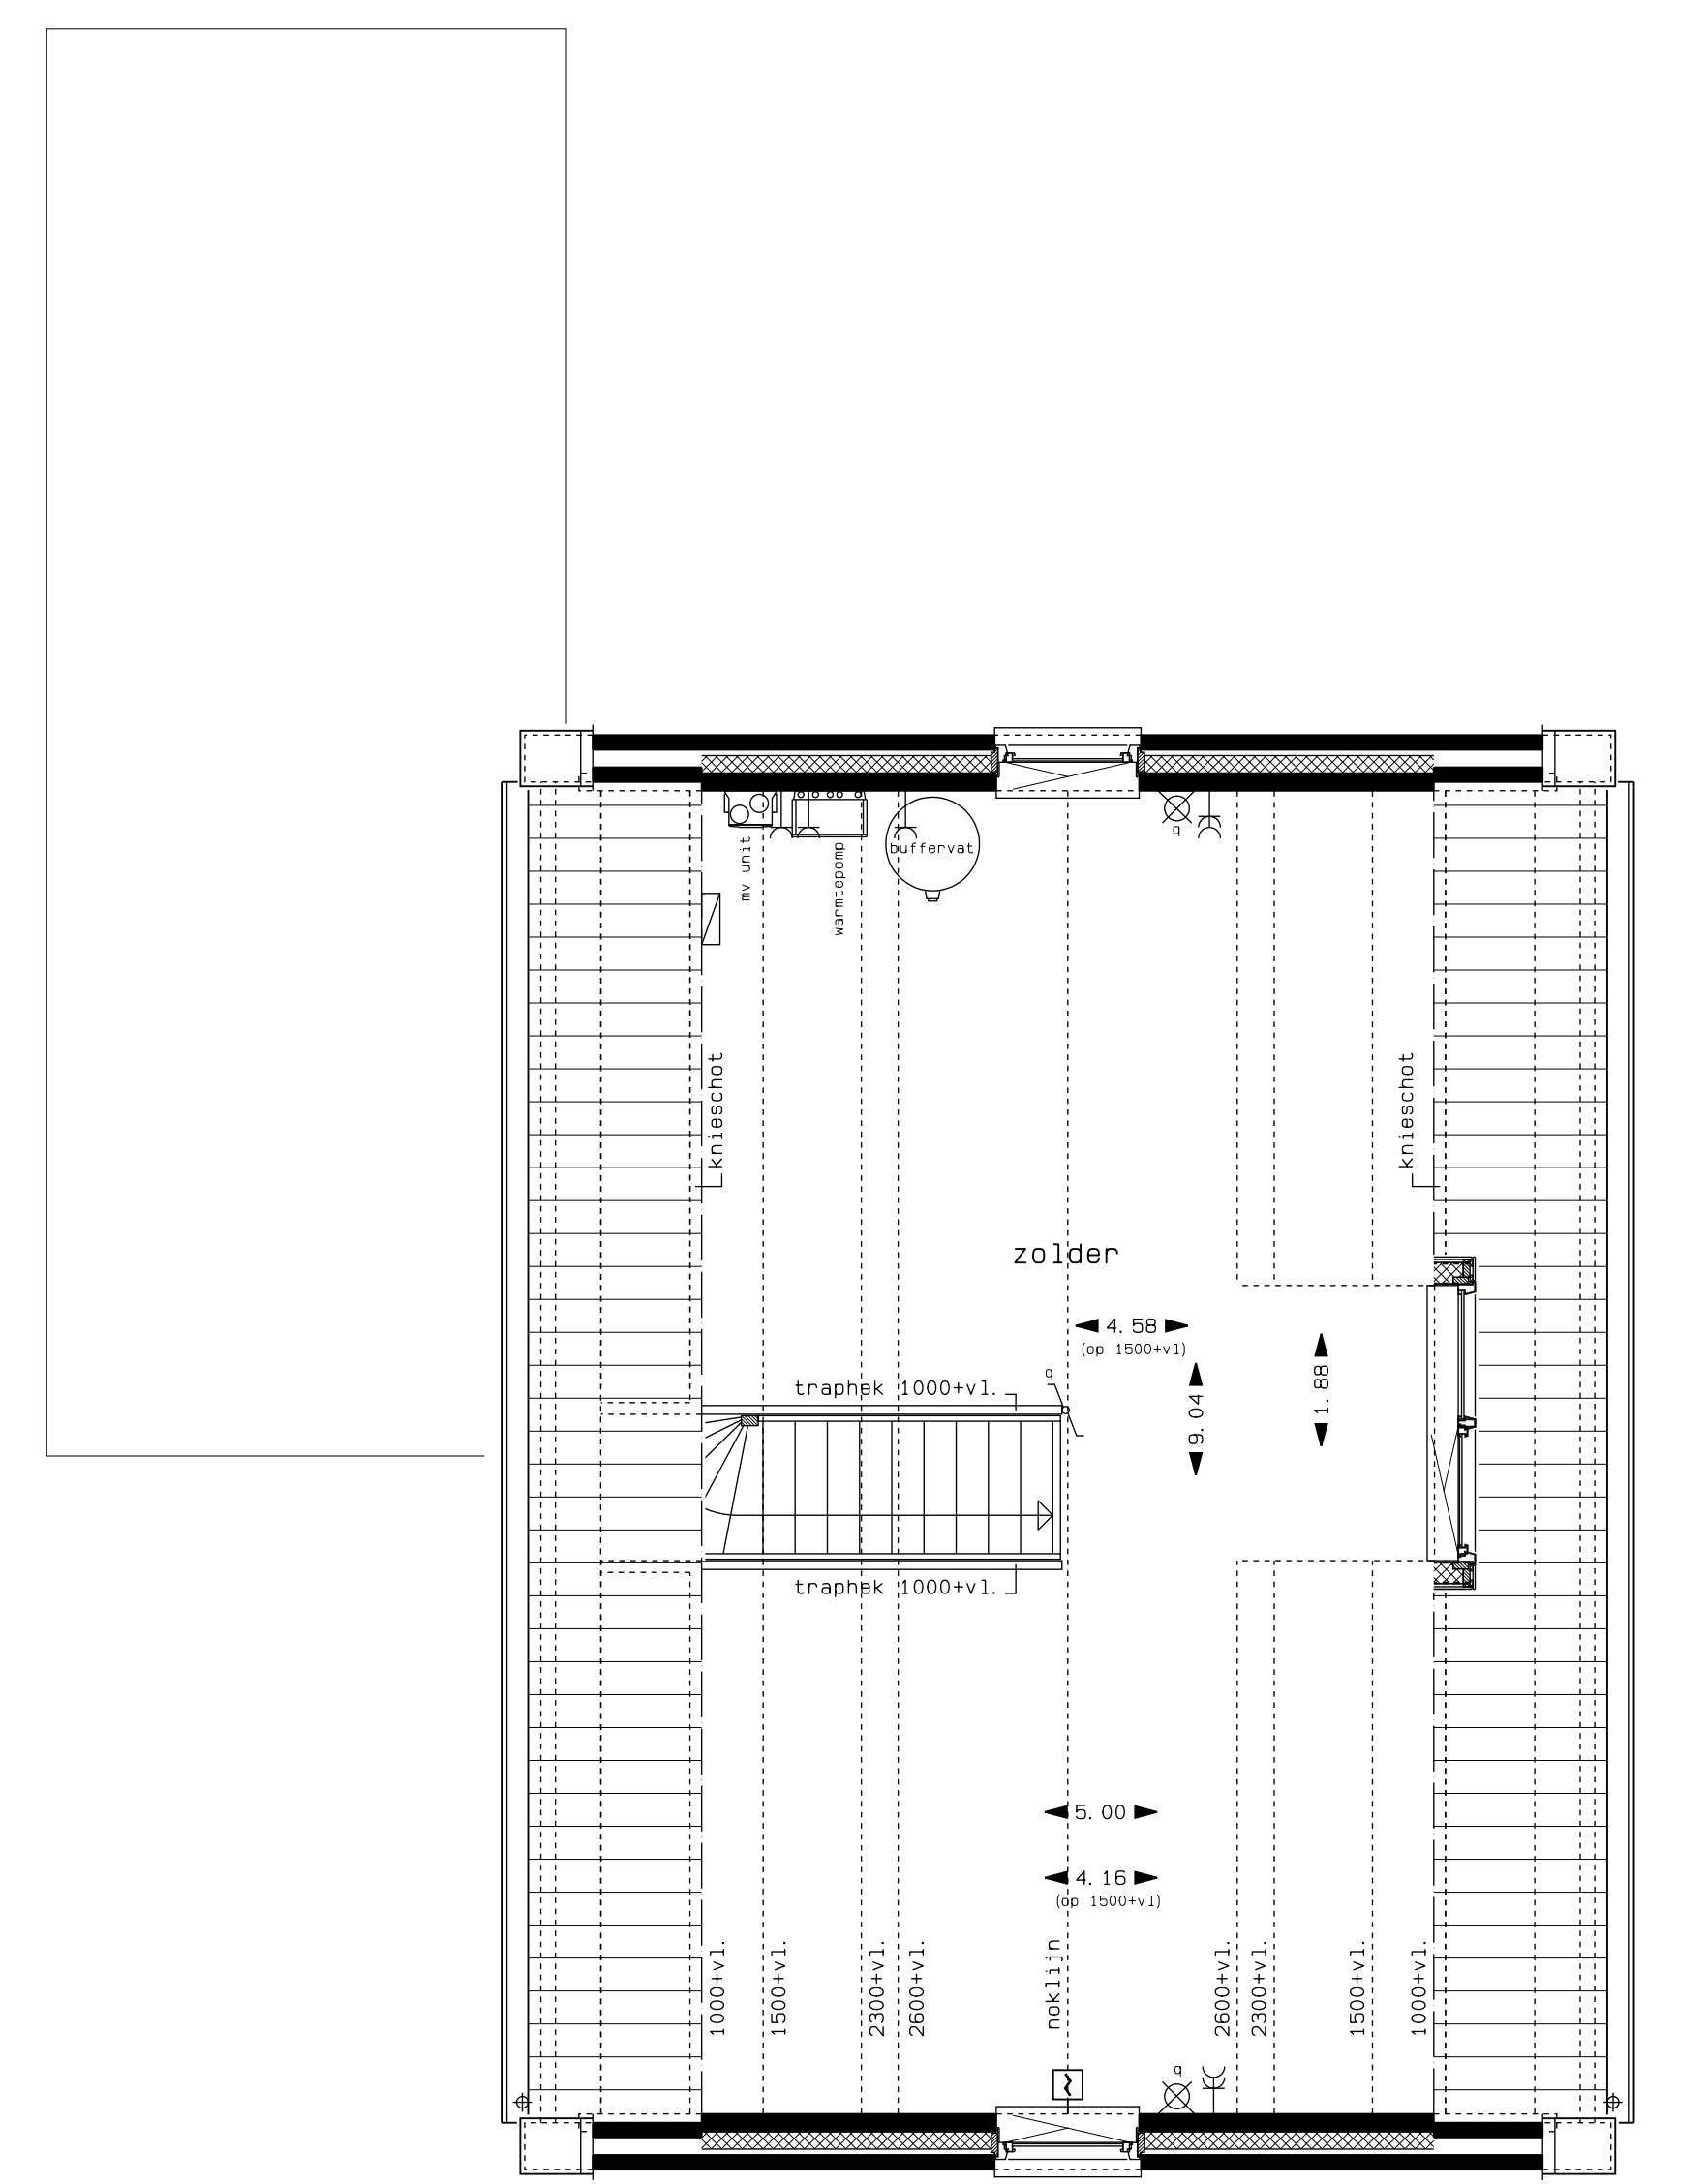 q
buffervat
mv unit
warmtepomp
knieschot
knieschot
zolder
4.58
(op 1500+vl)
q
traphek 1000+vl.
9.04
1.88
traphek 1000+vl.
5.00
4.16
(op 1500+vl)
1000+vl.
1500+vl.
2300+vl.
2600+vl.
noklijn
2600+vl.
2300+vl.
1500+vl.
1000+vl.
q